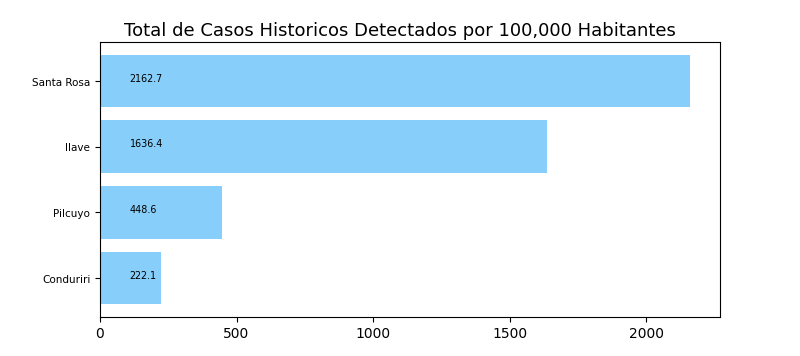 Total de Casos Historicos Detectados por 100,000 Habitantes
Santa Rosa
2162.7
Ilave
1636.4
Pilcuyo
448.6
Conduriri
222.1
0 500 1000 1500 2000